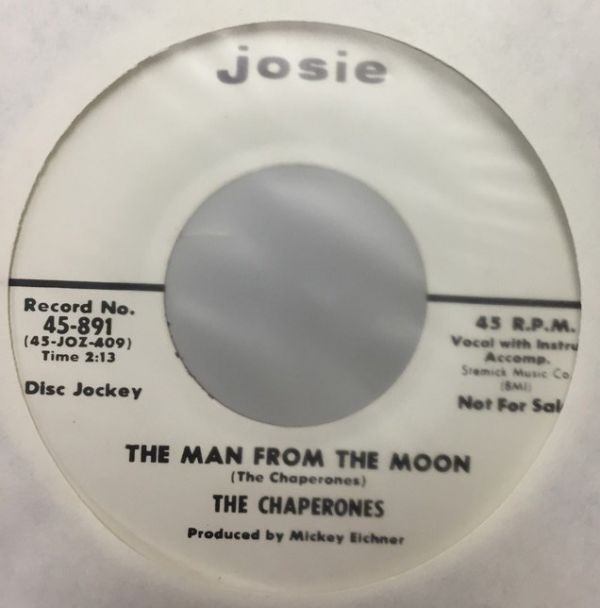 Josie
Record No.
45-891
(45-JOZ-409)
Time 2:13
Disc Jockey
45 R.P.M.
Vocal with Instru
Accomp.
Stemick Music Co
(BMI)
Not For Sal
THE MAN FROM THE MOON
(The Chaperones)
THE CHAPERONES
Produced by Mickey Eichner